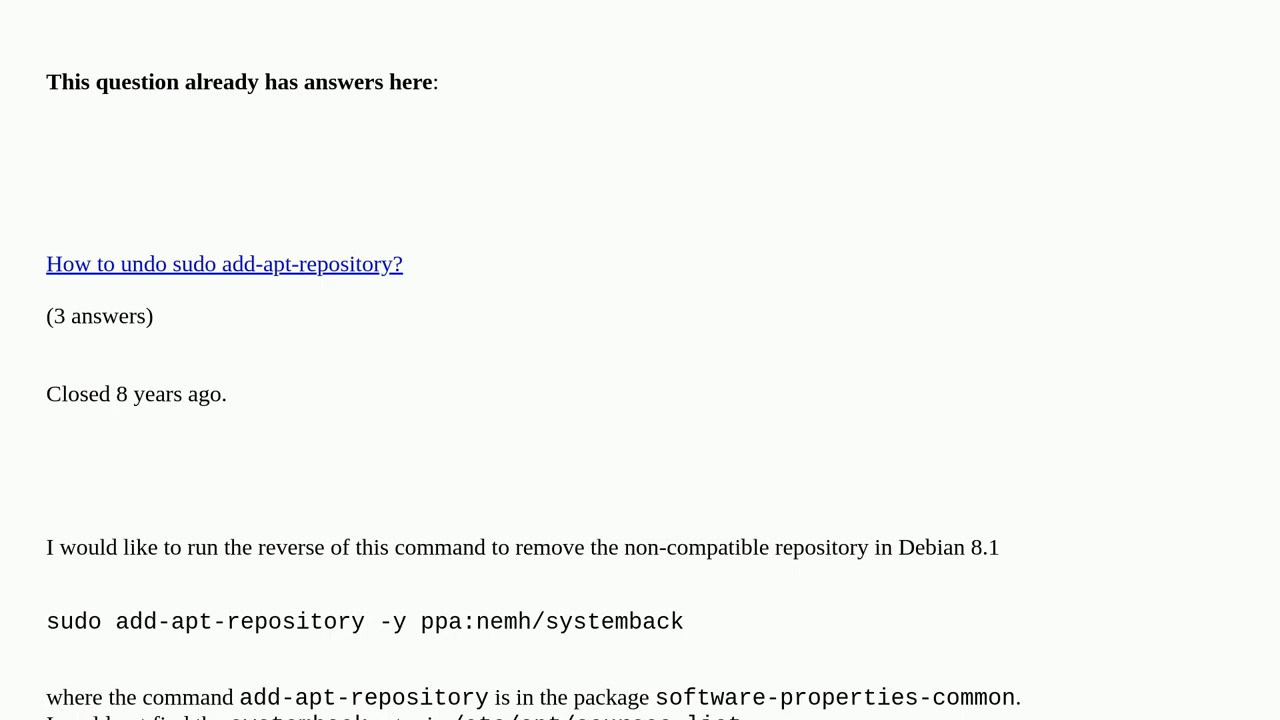 This question already has answers here:
How to undo sudo add-apt-repository?
(3 answers)
Closed 8 years ago.
I would like to run the reverse of this command to remove the non-compatible repository in Debian 8.1
sudo add-apt-repository -y ppa:nemh/systemback
where the command add-apt-repository is in the package software-properties-common.